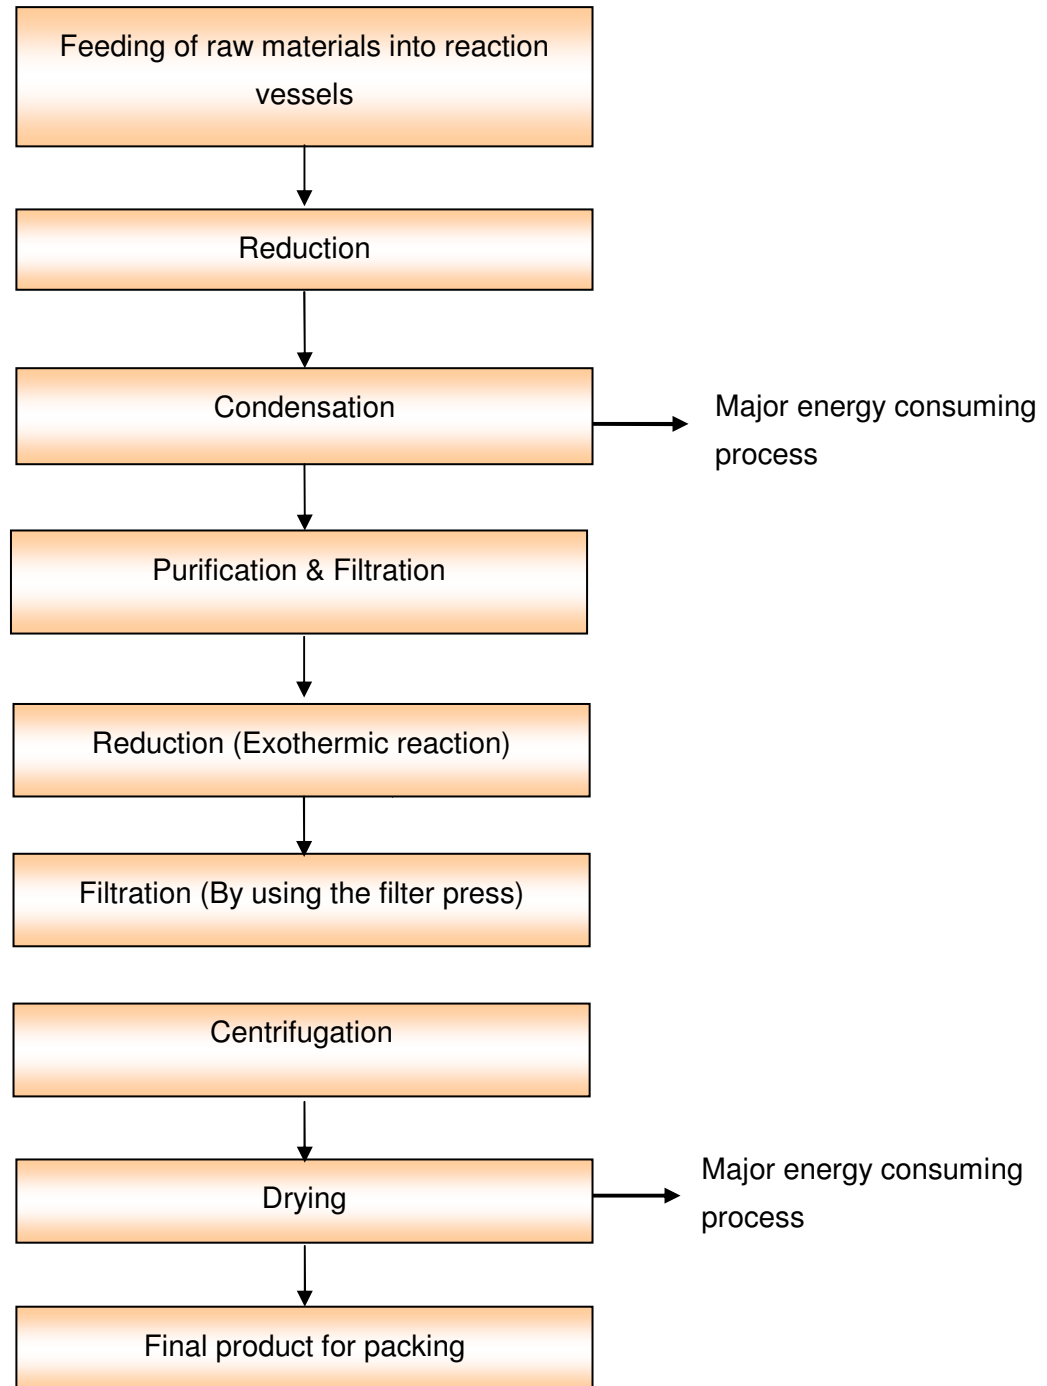 Feeding of raw materials into reaction
vessels
Reduction
Condensation
Major energy consuming
process
Purification & Filtration
Reduction (Exothermic reaction)
Filtration (By using the filter press)
Centrifugation
Drying
Major energy consuming
process
Final product for packing